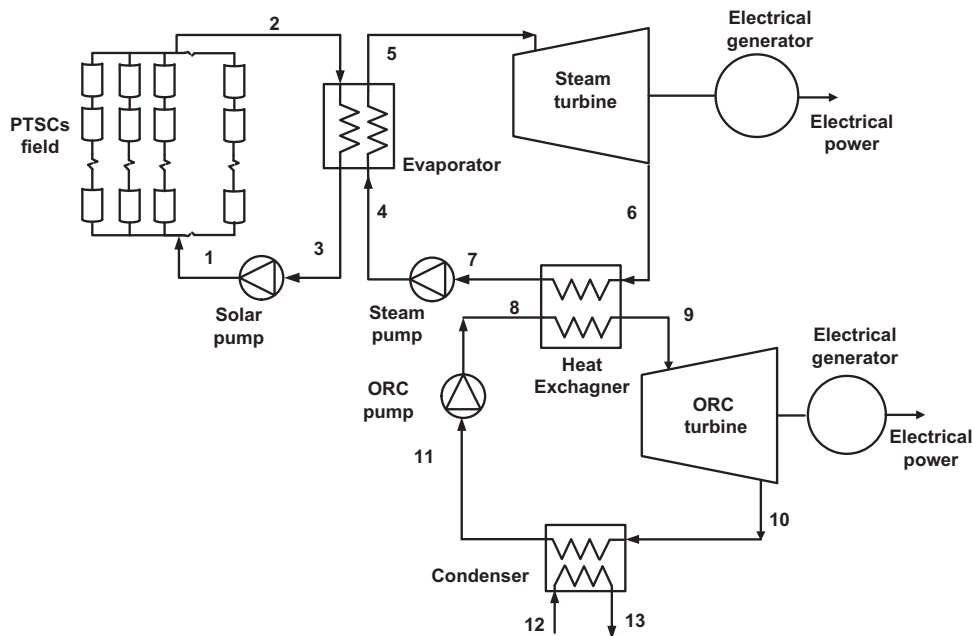 2
5
Electrical
generator
Steam
turbine
PTSCs
field
Evaporator
Electrical
power
4
6
1
3
7
Solar
pump
Steam
pump
8
9
Heat
Exchagner
Electrical
generator
ORC
pump
ORC
turbine
Electrical
power
11
10
Condenser
12
13